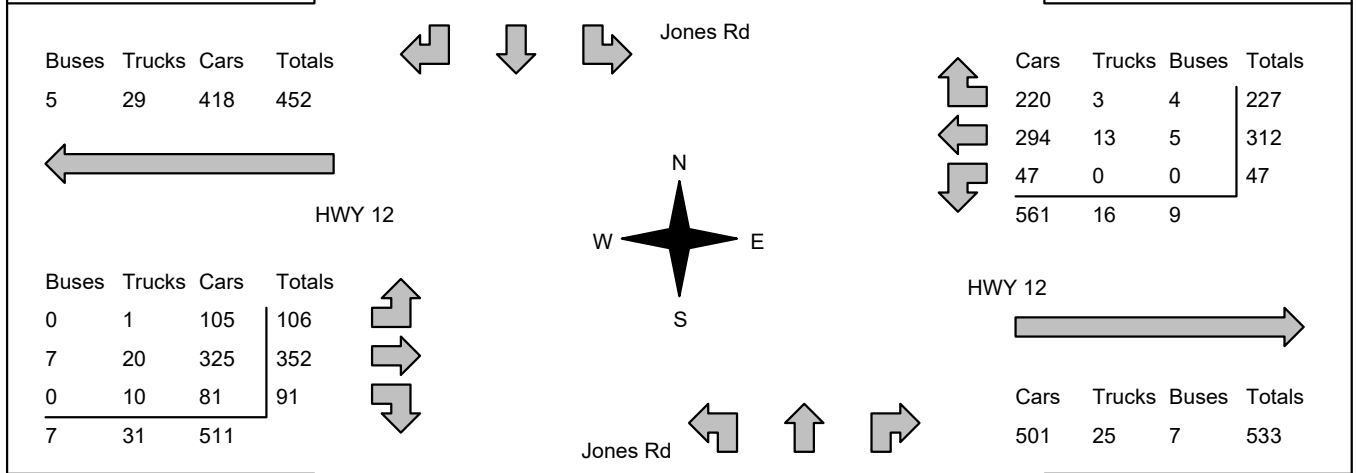 Jones Rd
Buses Trucks Cars Totals
5 29 418 452
Cars Trucks Buses Totals
220 3 4 227
294 13 5 312
47 0 0 47
561 16 9
HWY 12
N
W E
S
Buses Trucks Cars Totals
0 1 105 106
7 20 325 352
0 10 81 91
7 31 511
HWY 12
Cars Trucks Buses Totals
501 25 7 533
Jones Rd